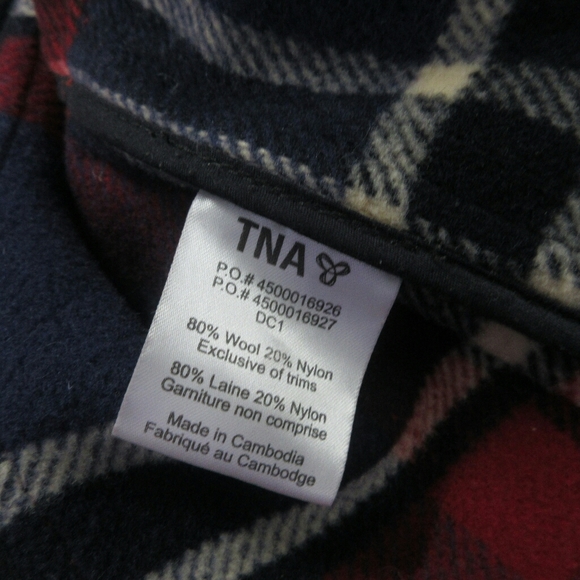 TNA
P.O.# 4500016926
P.O.# 4500016927
DC1
80% Wool 20% Nylon
Exclusive of trims
80% Laine 20% Nylon
Garniture non comprise
Made in Cambodia
Fabriqué au Cambodge